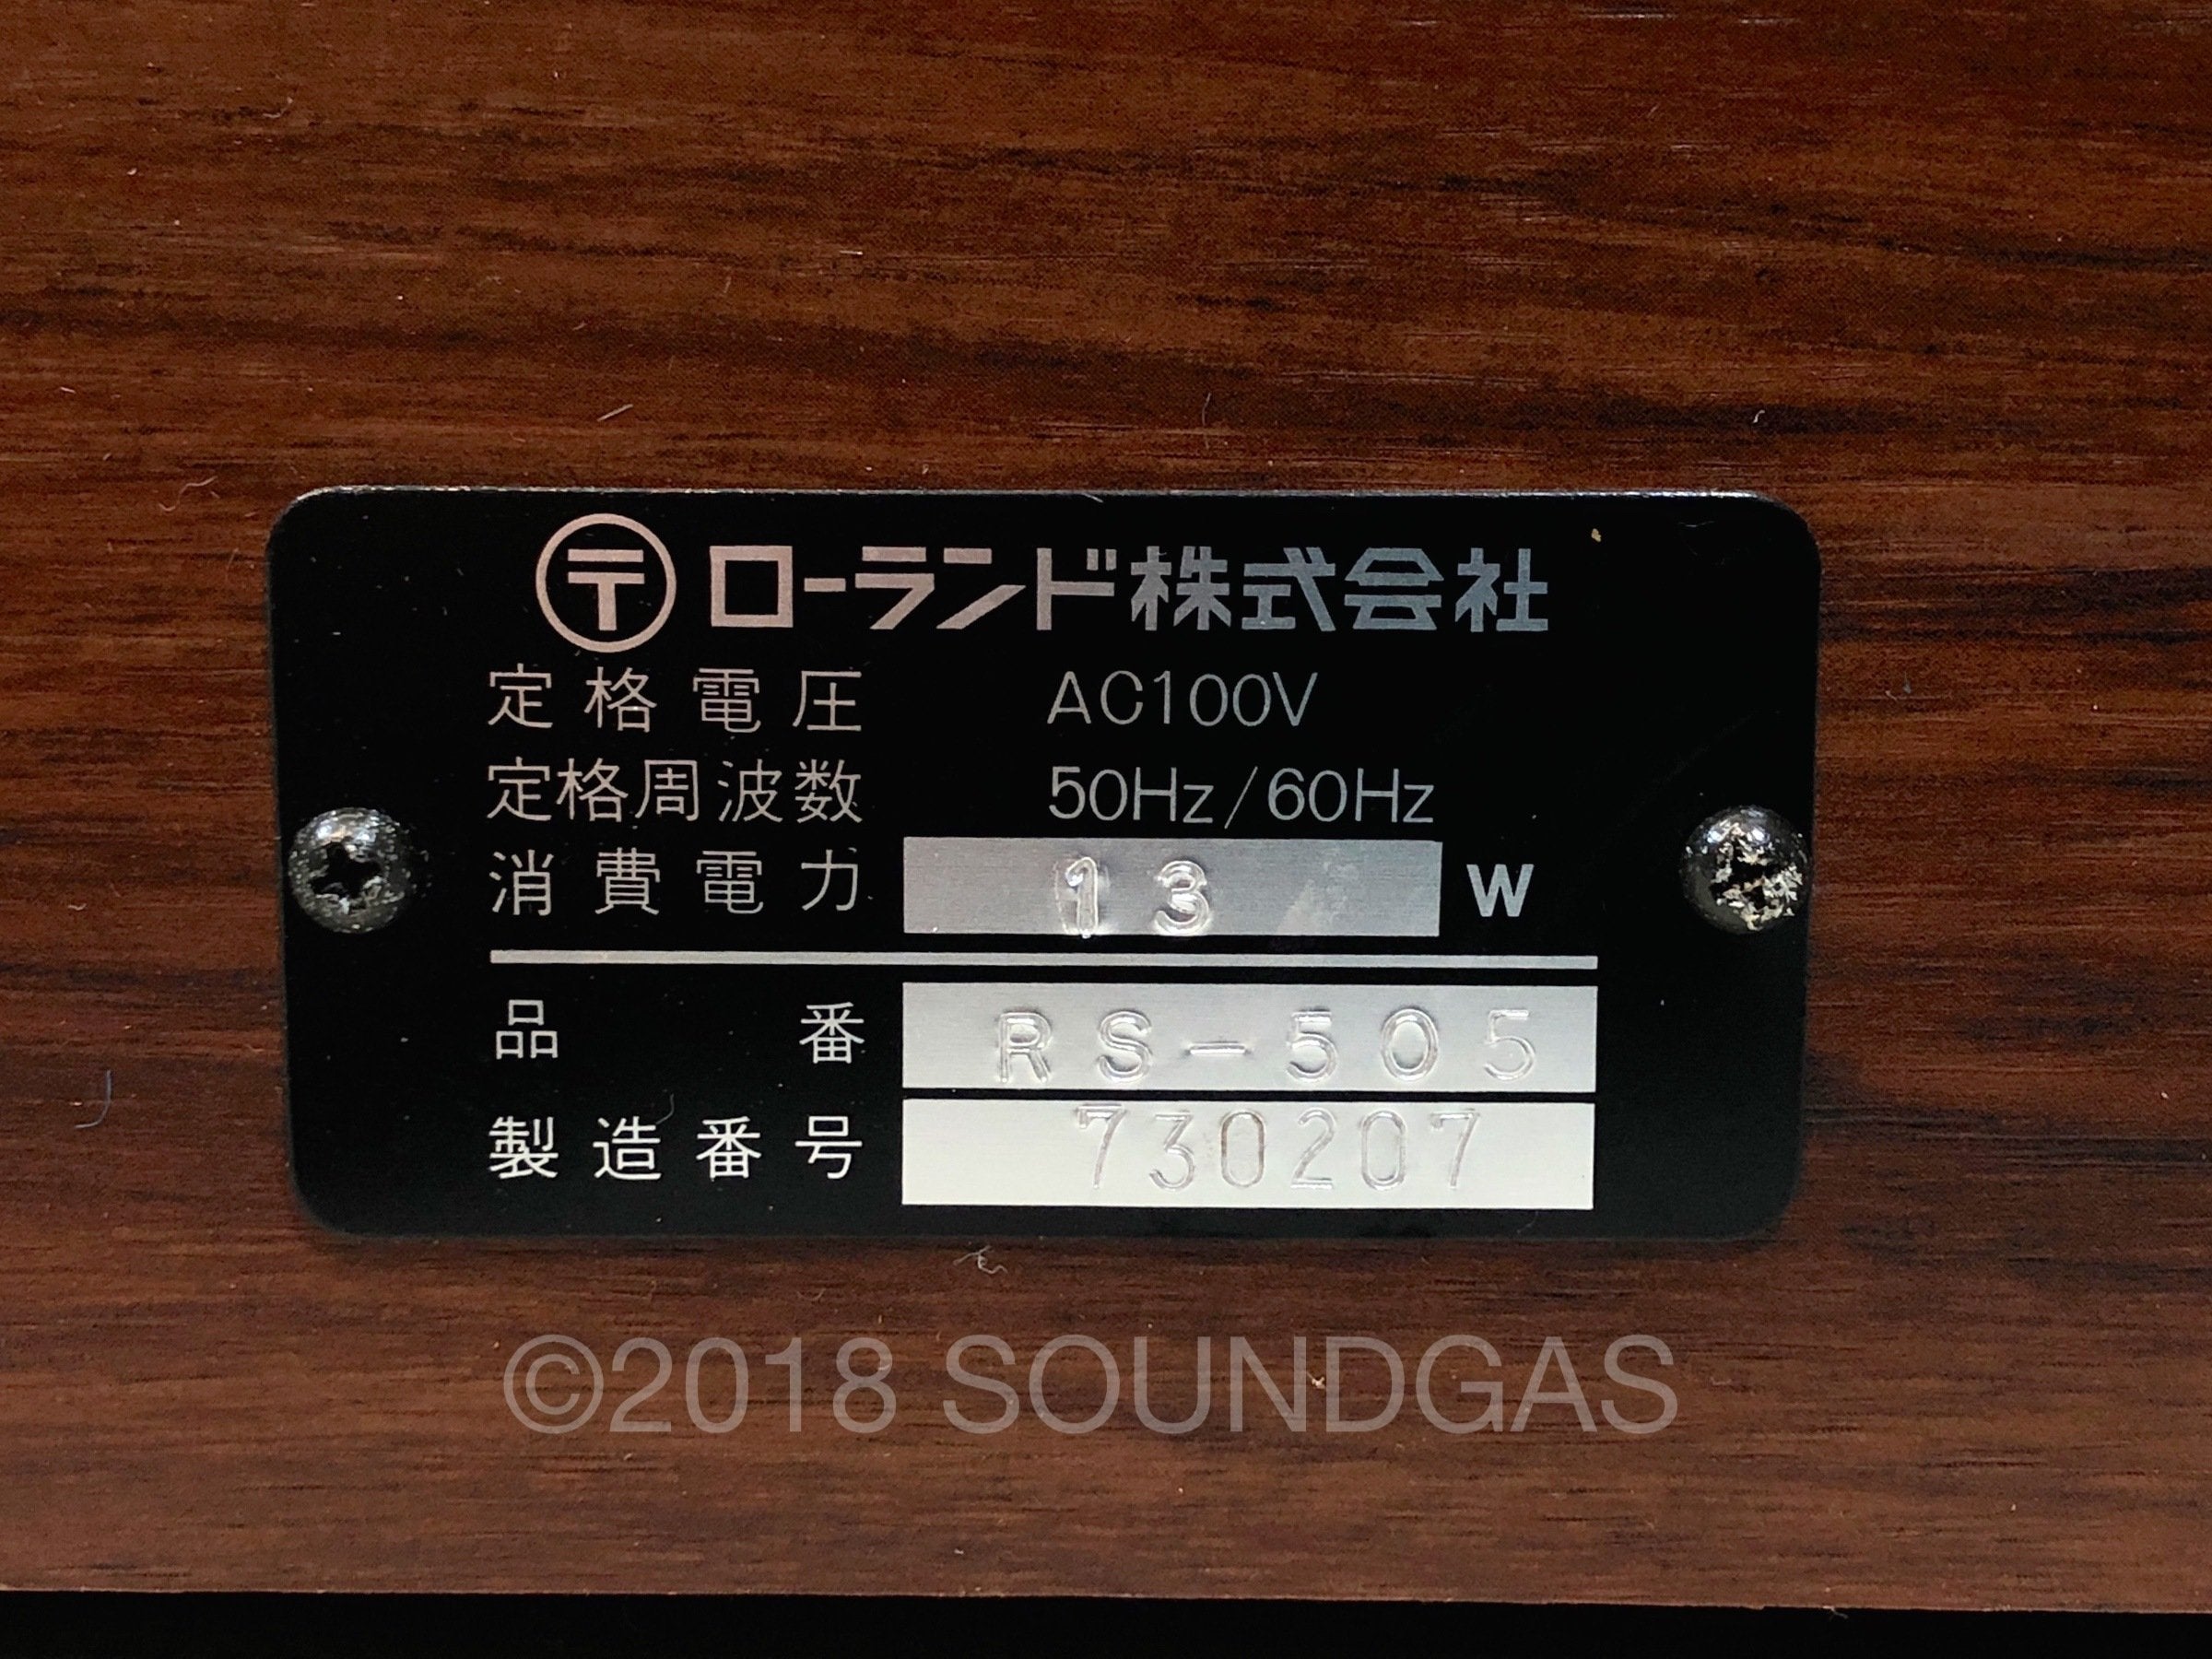 〶 ローランド株式会社
定格電圧 AC100V
定格周波数 50Hz/60Hz
消費電力 13 W
品番 RS-505
製造番号 730207
©2018 SOUNDGAS